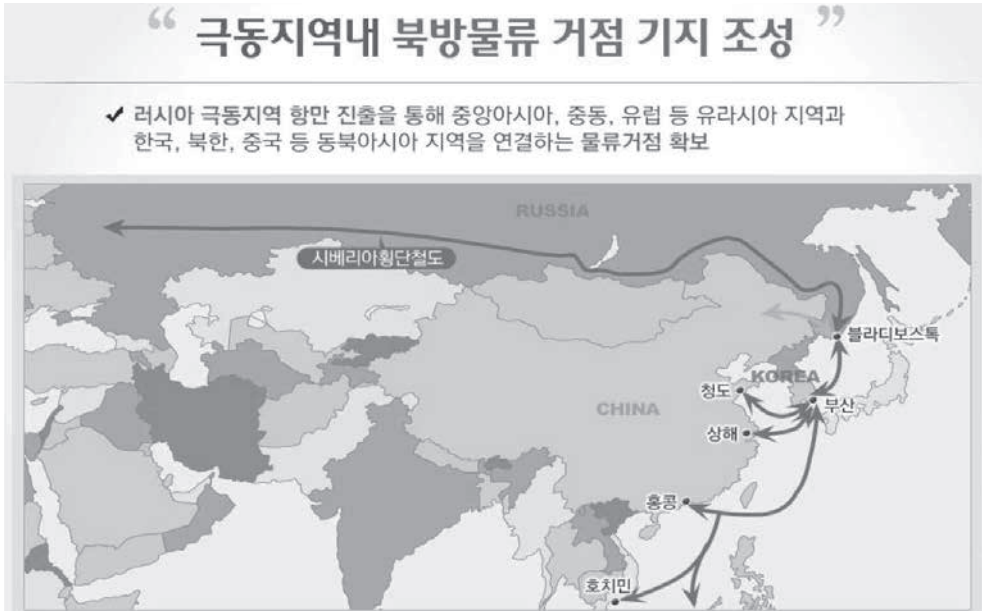 “ 극동지역내 북방물류 거점 기지 조성 ”
✔ 러시아 극동지역 항만 진출을 통해 중앙아시아, 중동, 유럽 등 유라시아 지역과
한국, 북한, 중국 등 동북아시아 지역을 연결하는 물류거점 확보
RUSSIA
시베리아횡단철도
블라디보스톡
KOREA
청도
부산
CHINA
상해
홍콩
호치민